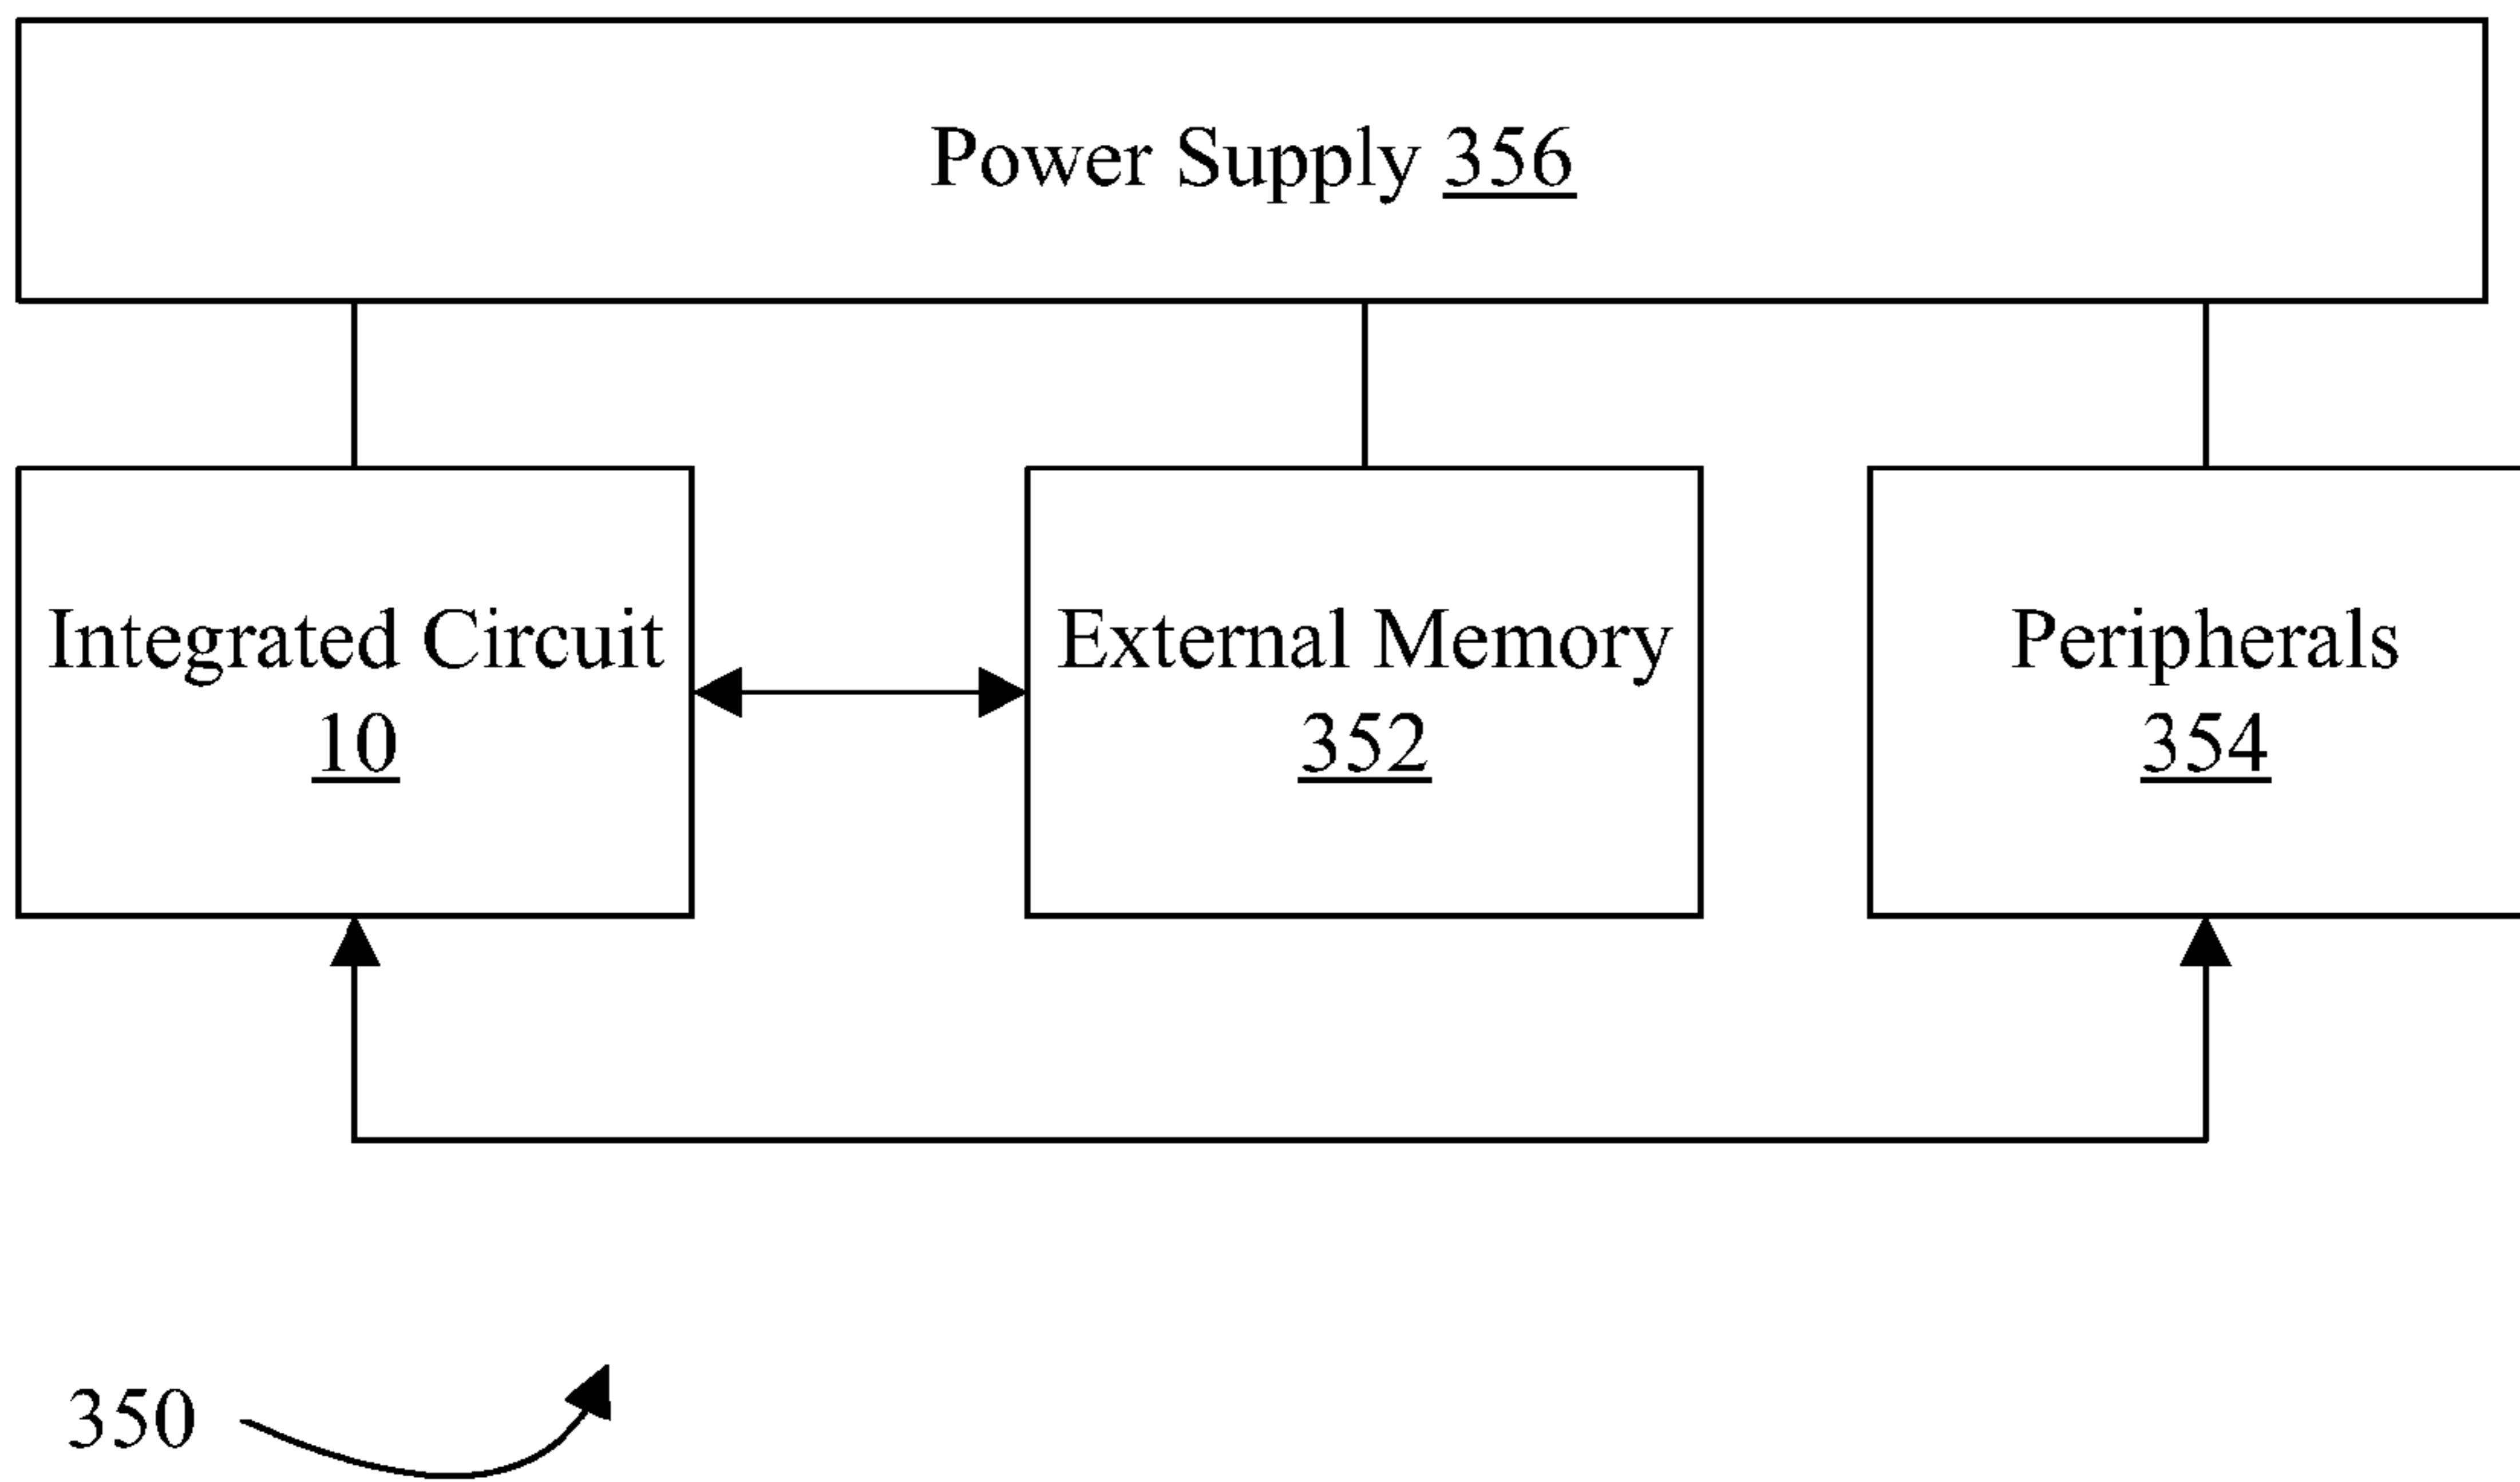 Power Supply 356
Integrated Circuit
10
External Memory
352
Peripherals
354
350